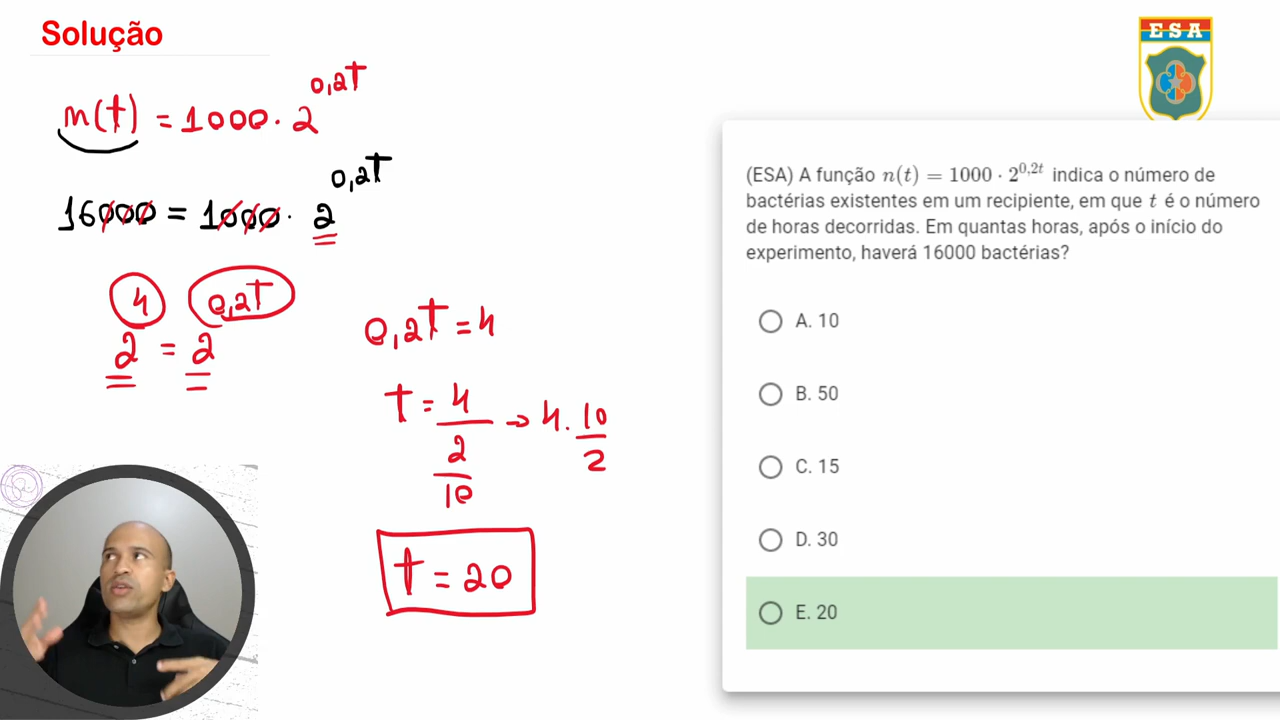 Solução
n(t) = 1000 . 2^0,2t
16000 = 1000 . 2^0,2t
2^4 = 2^0,2t
0,2t = 4
t = 4/(2/10) → 4 . 10/2
t = 20
ESA
(ESA) A função n(t) = 1000 · 2^0,2t indica o número de
bactérias existentes em um recipiente, em que t é o número
de horas decorridas. Em quantas horas, após o início do
experimento, haverá 16000 bactérias?
A. 10
B. 50
C. 15
D. 30
E. 20